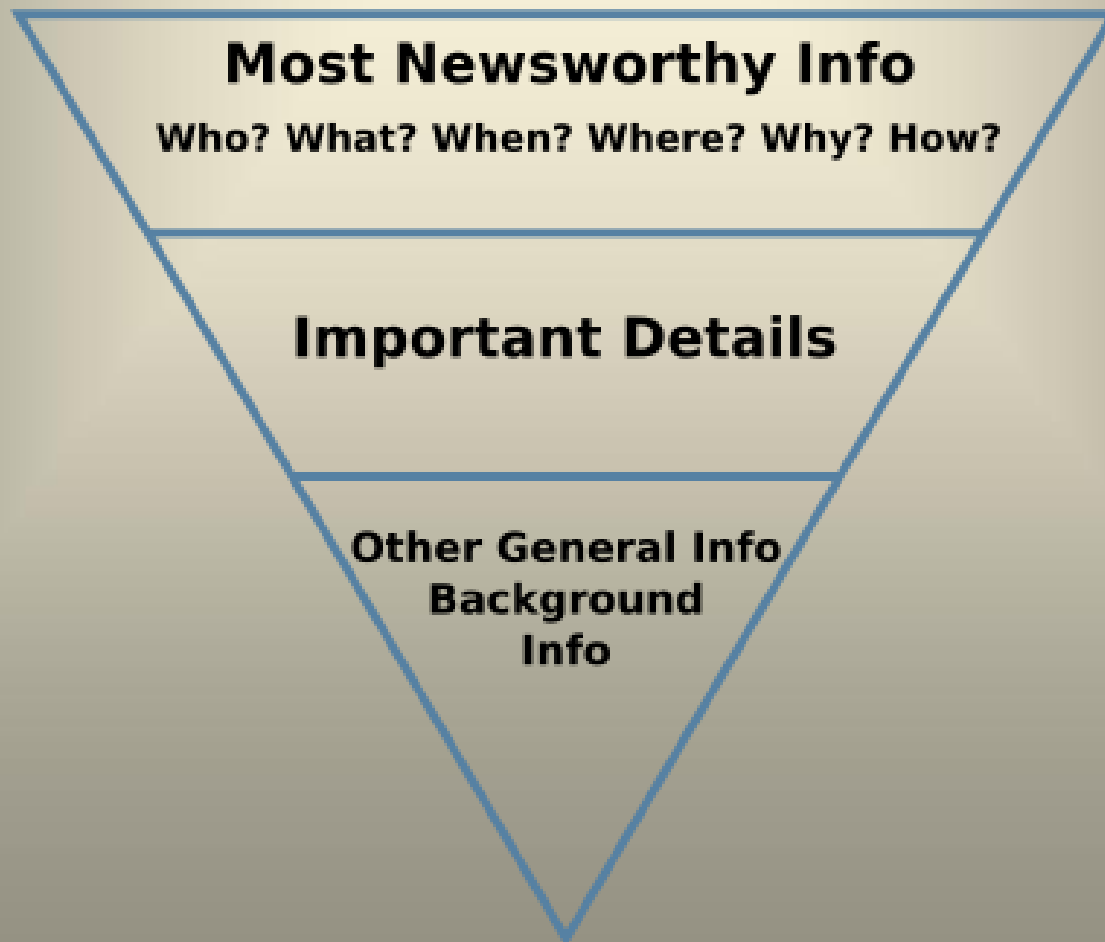 Most Newsworthy Info
Who? What? When? Where? Why? How?
Important Details
Other General Info
Background
Info